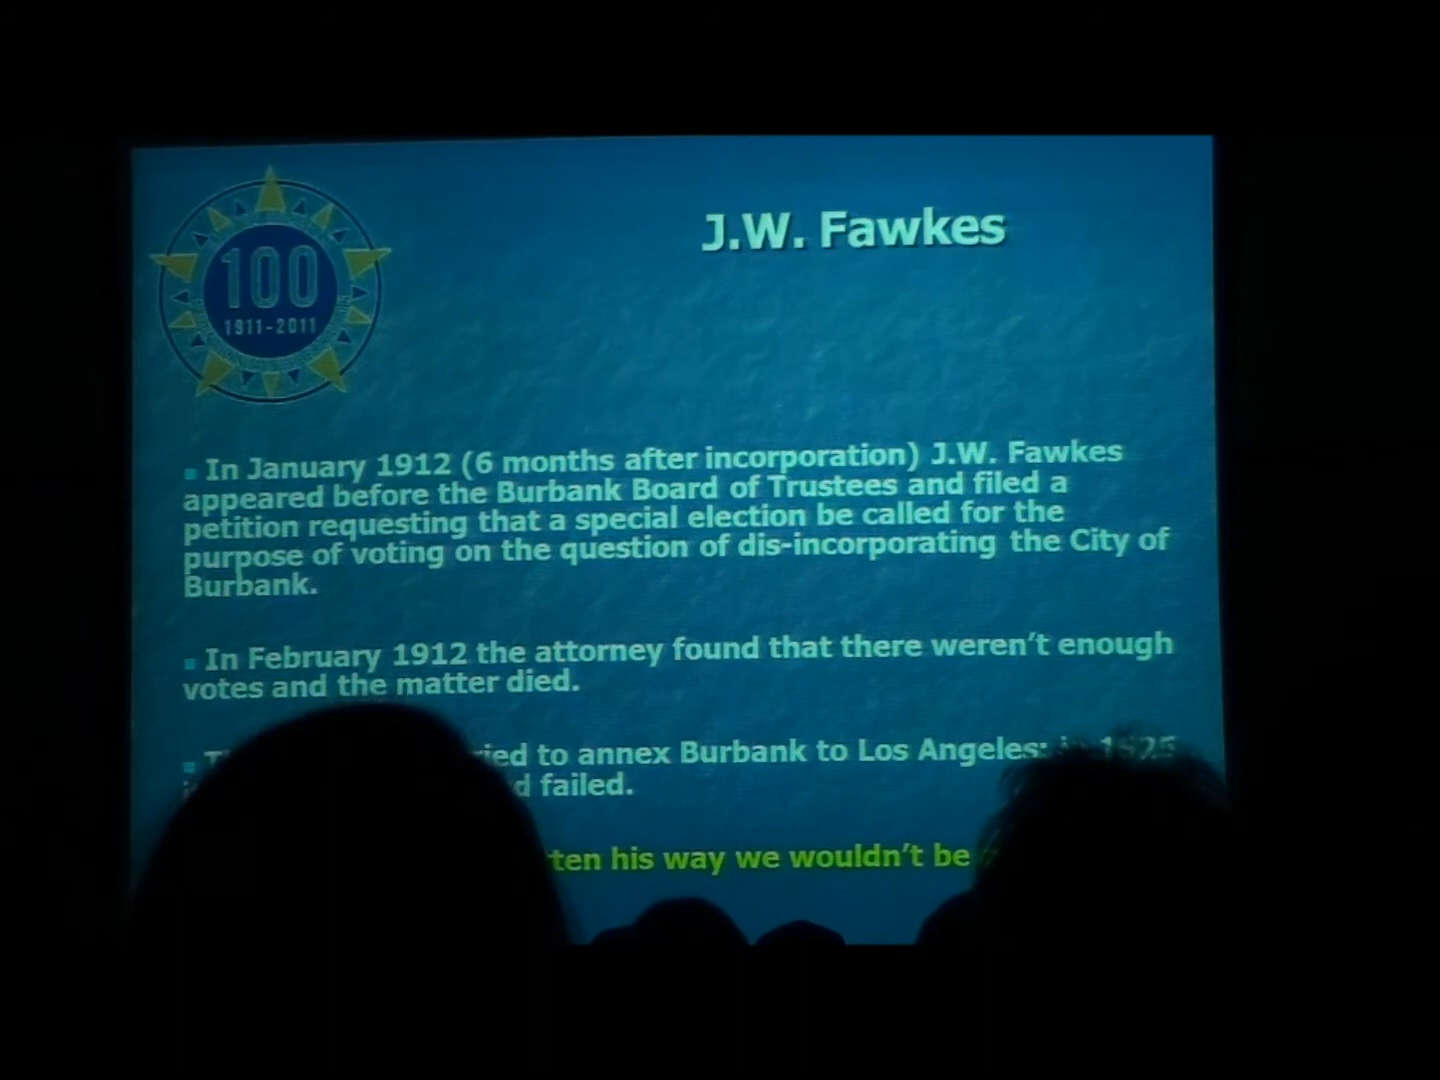 J.W. Fawkes
100
1911-2011
In January 1912 (6 months after incorporation) J.W. Fawkes
appeared before the Burbank Board of Trustees and filed a
petition requesting that a special election be called for the
purpose of voting on the question of dis-incorporating the City of
Burbank.
In February 1912 the attorney found that there weren't enough
votes and the matter died.
to annex Burbank to Los Angeles:
failed.
his way we wouldn't be